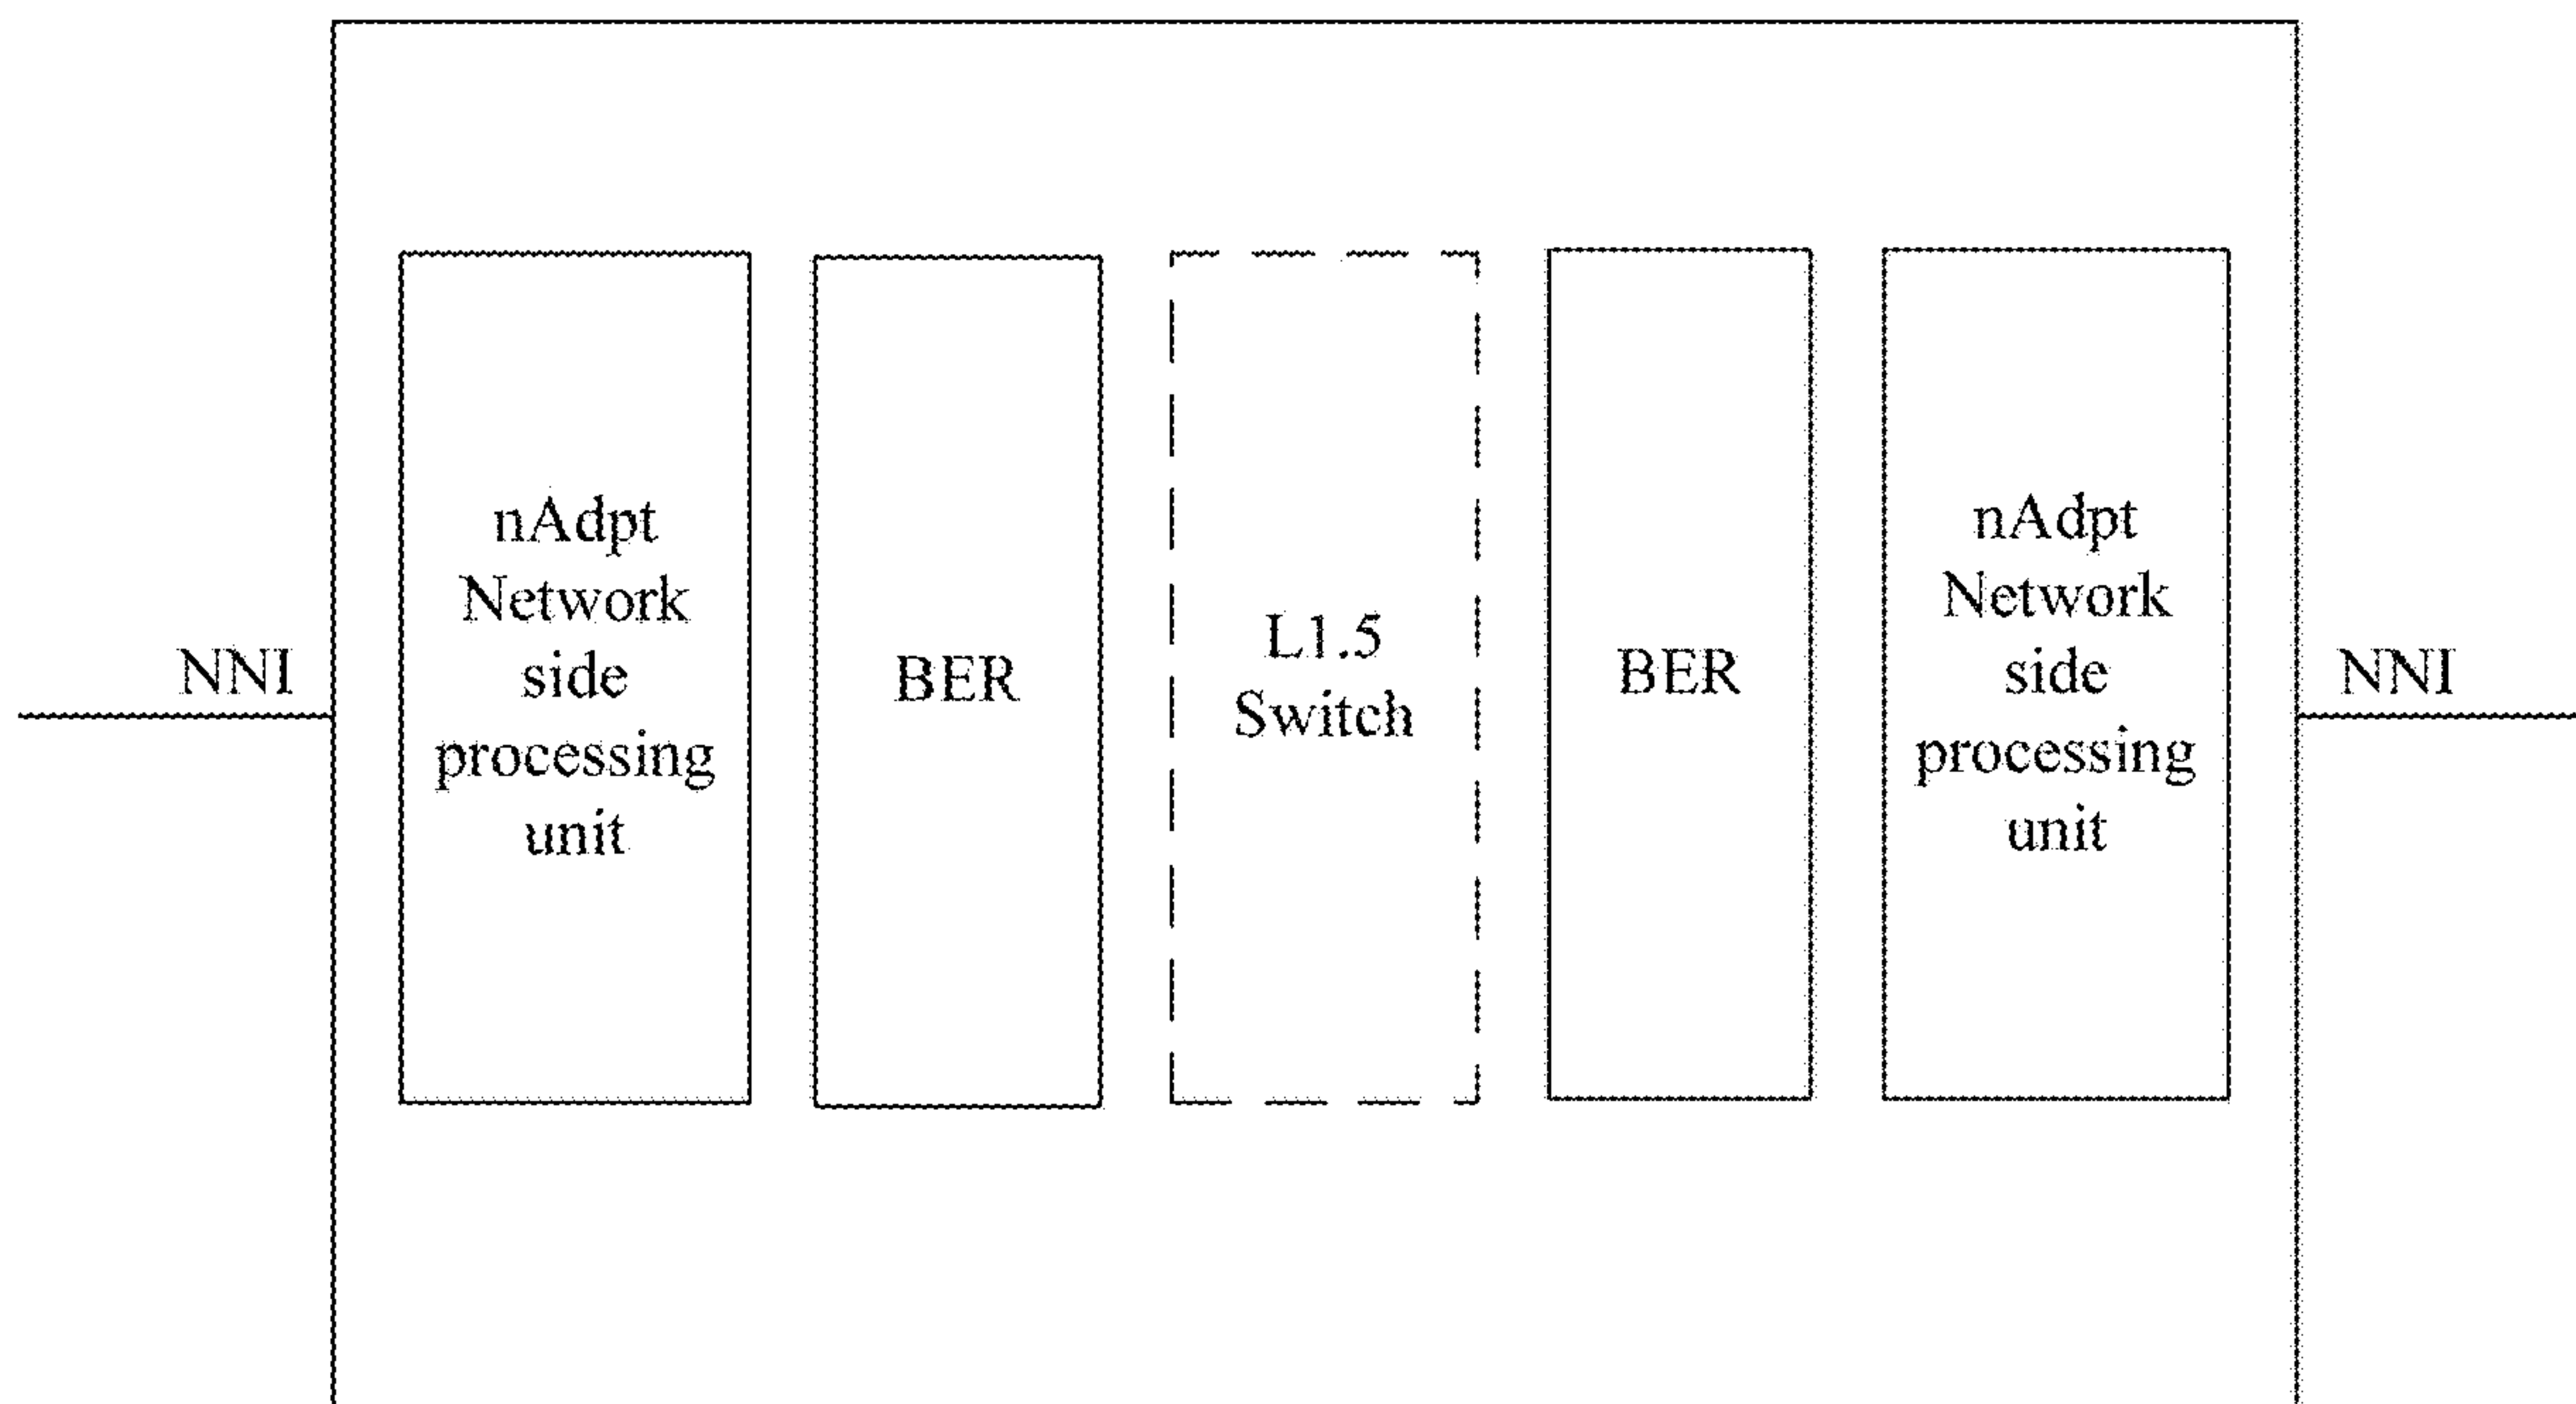 NNI
nAdpt
Network
side
processing
unit
BER
L1.5
Switch
BER
nAdpt
Network
side
processing
unit
NNI